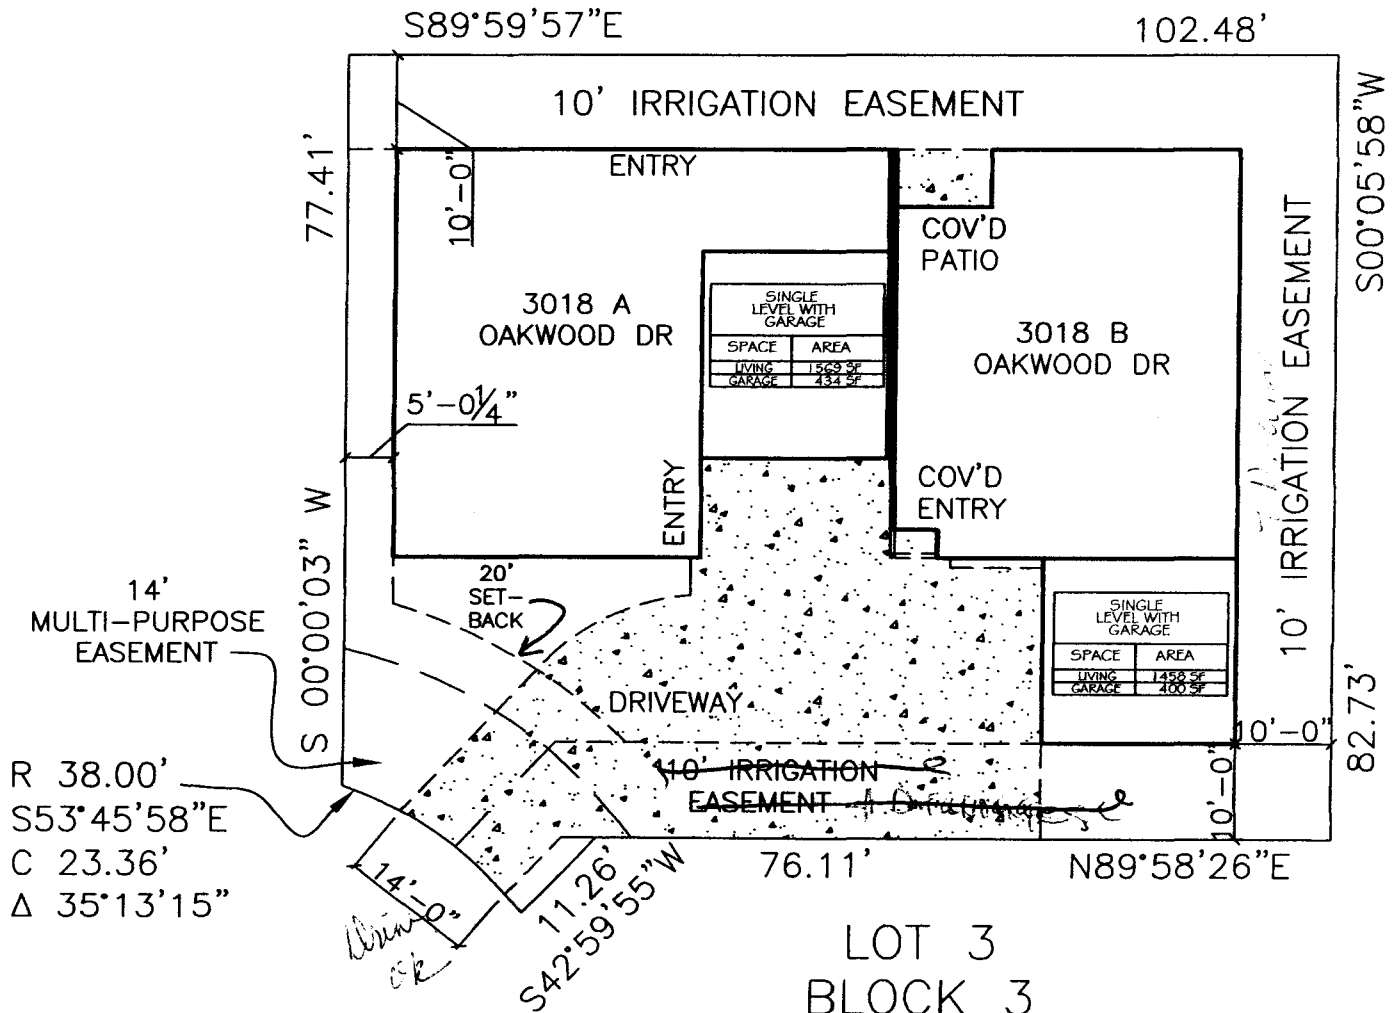 S89°59'57"E
102.48'
10' IRRIGATION EASEMENT
S00°05'58"W
77.41'
10'-0"
ENTRY
COV'D
PATIO
3018 A
OAKWOOD DR
SINGLE
LEVEL WITH
GARAGE
SPACE AREA
LIVING 1569 SF
GARAGE 434 SF
3018 B
OAKWOOD DR
10' IRRIGATION EASEMENT
5'-0¼"
ENTRY
COV'D
ENTRY
S 00°00'03" W
20'
SET-
BACK
14'
MULTI-PURPOSE
EASEMENT
SINGLE
LEVEL WITH
GARAGE
SPACE AREA
LIVING 1458 SF
GARAGE 400 SF
DRIVEWAY
10'-0"
82.73'
10' IRRIGATION
EASEMENT
10'-0"
R 38.00'
S53°45'58"E
C 23.36'
Δ 35°13'15"
76.11'
N89°58'26"E
14'-0"
11.26'
S42°59'55"W
ok
LOT 3
BLOCK 3